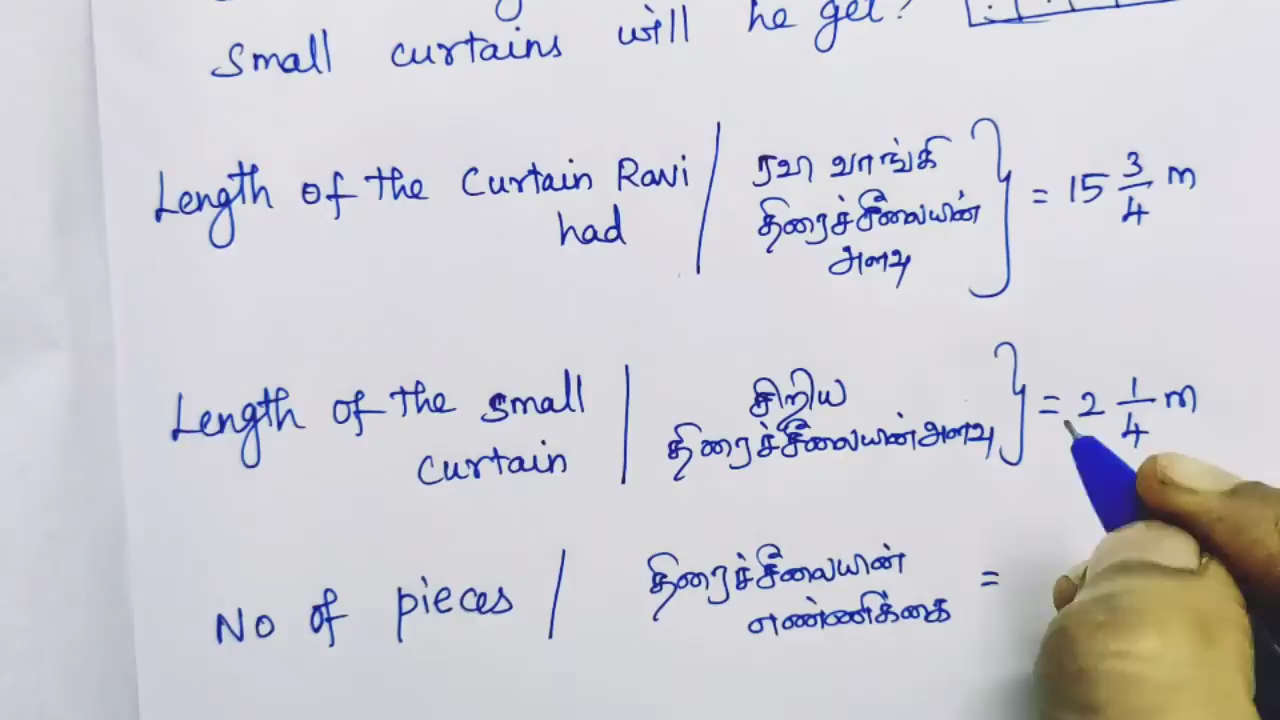 small curtains will he get?
Length of the Curtain Ravi had / ரவி வாங்கி திரைச்சீலையின் அளவு } = 15 3/4 m
Length of the small curtain | சிறிய திரைச்சீலையின் அளவு } = 2 1/4 m
No of pieces / திரைச்சீலையின் எண்ணிக்கை =